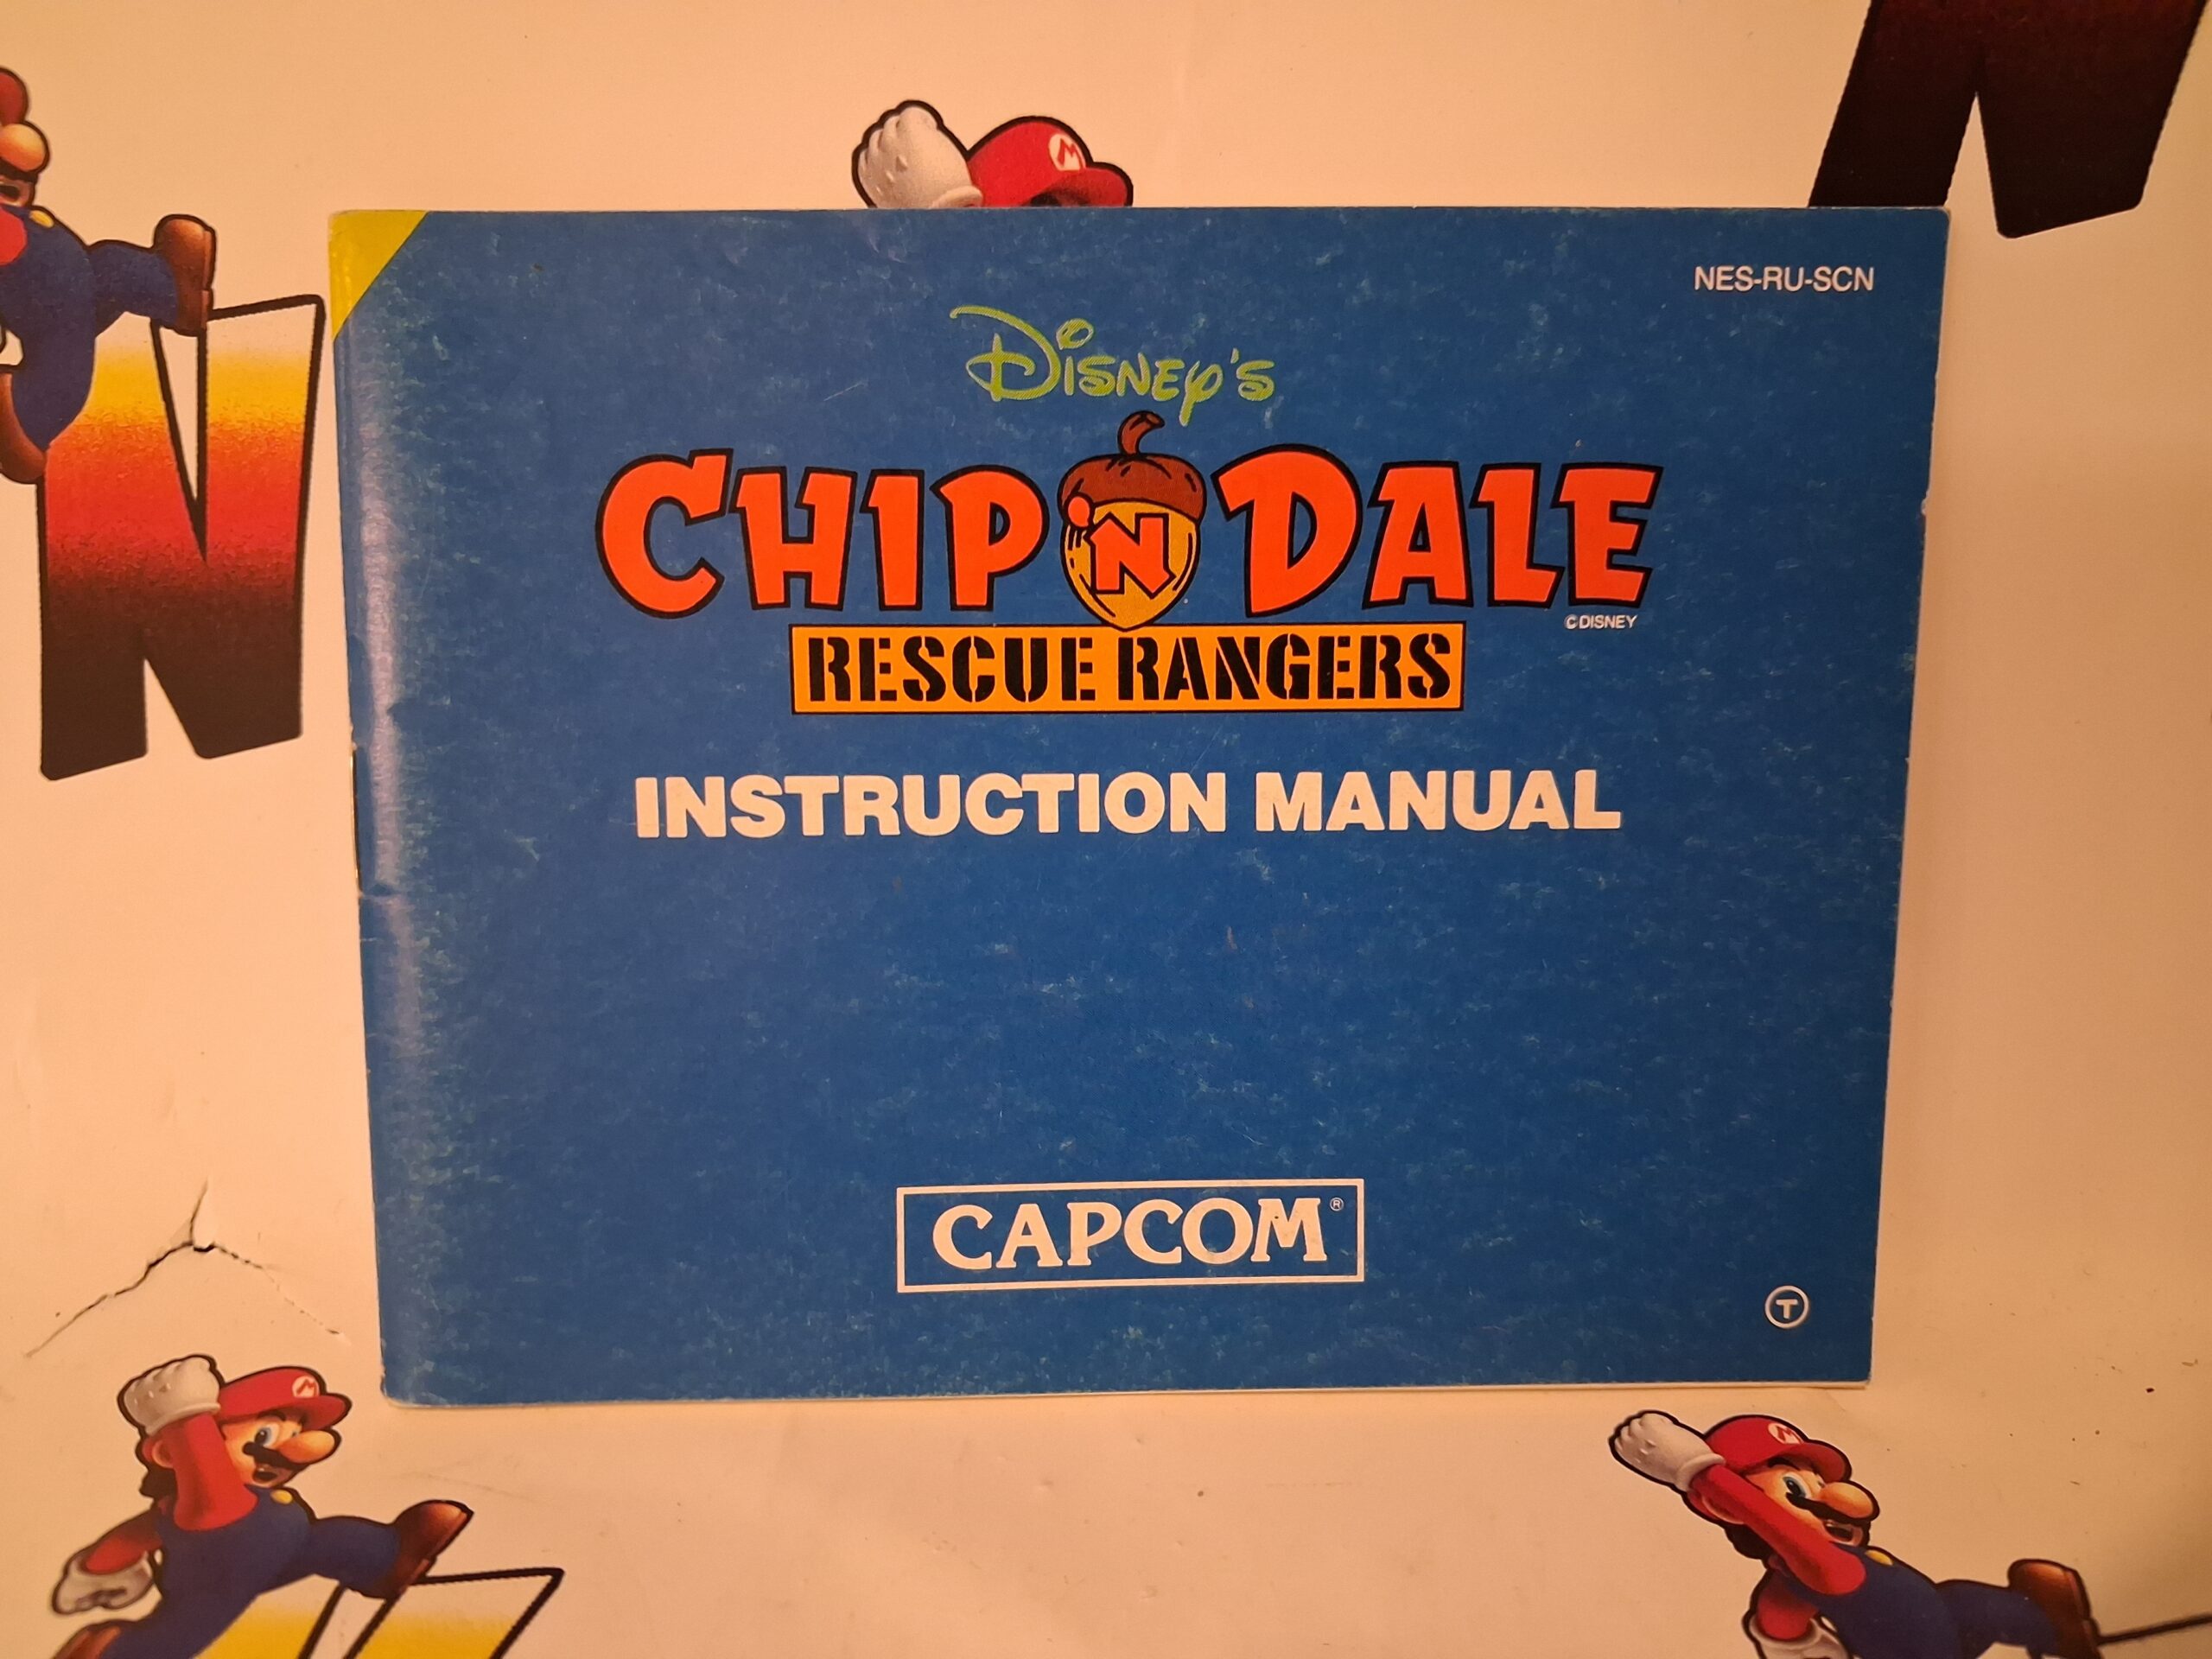 NES-RU-SCN
Disney's
CHIP 'N DALE
©DISNEY
RESCUE RANGERS
INSTRUCTION MANUAL
CAPCOM®
T
M
N
N
M
M